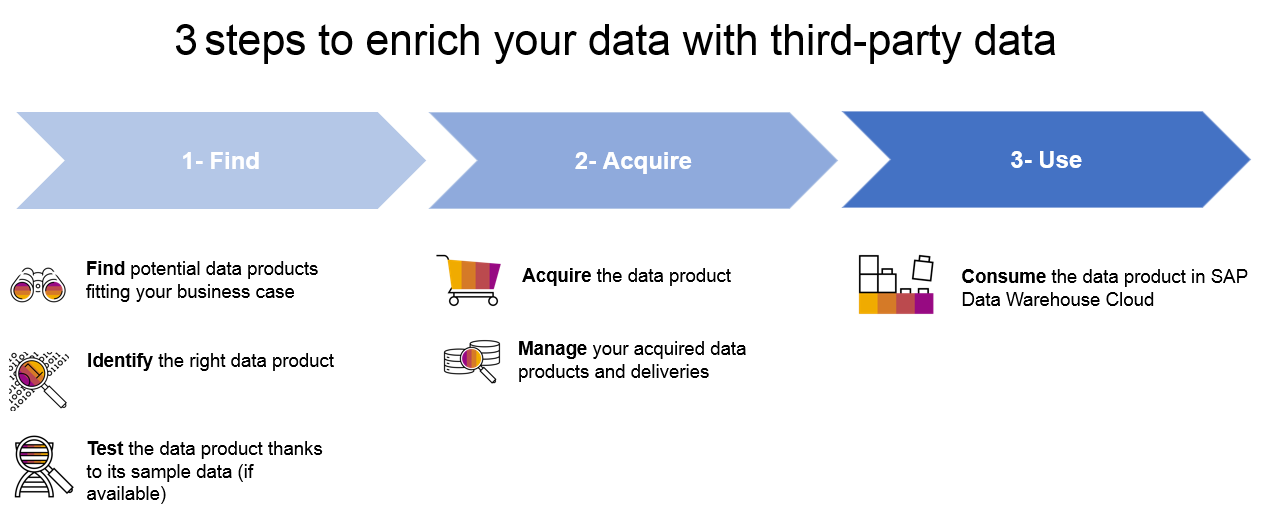 3 steps to enrich your data with third-party data
1- Find
2- Acquire
3- Use
Find potential data products
fitting your business case
Identify the right data product
Test the data product thanks
to its sample data (if
available)
Acquire the data product
Manage your acquired data
products and deliveries
Consume the data product in SAP
Data Warehouse Cloud